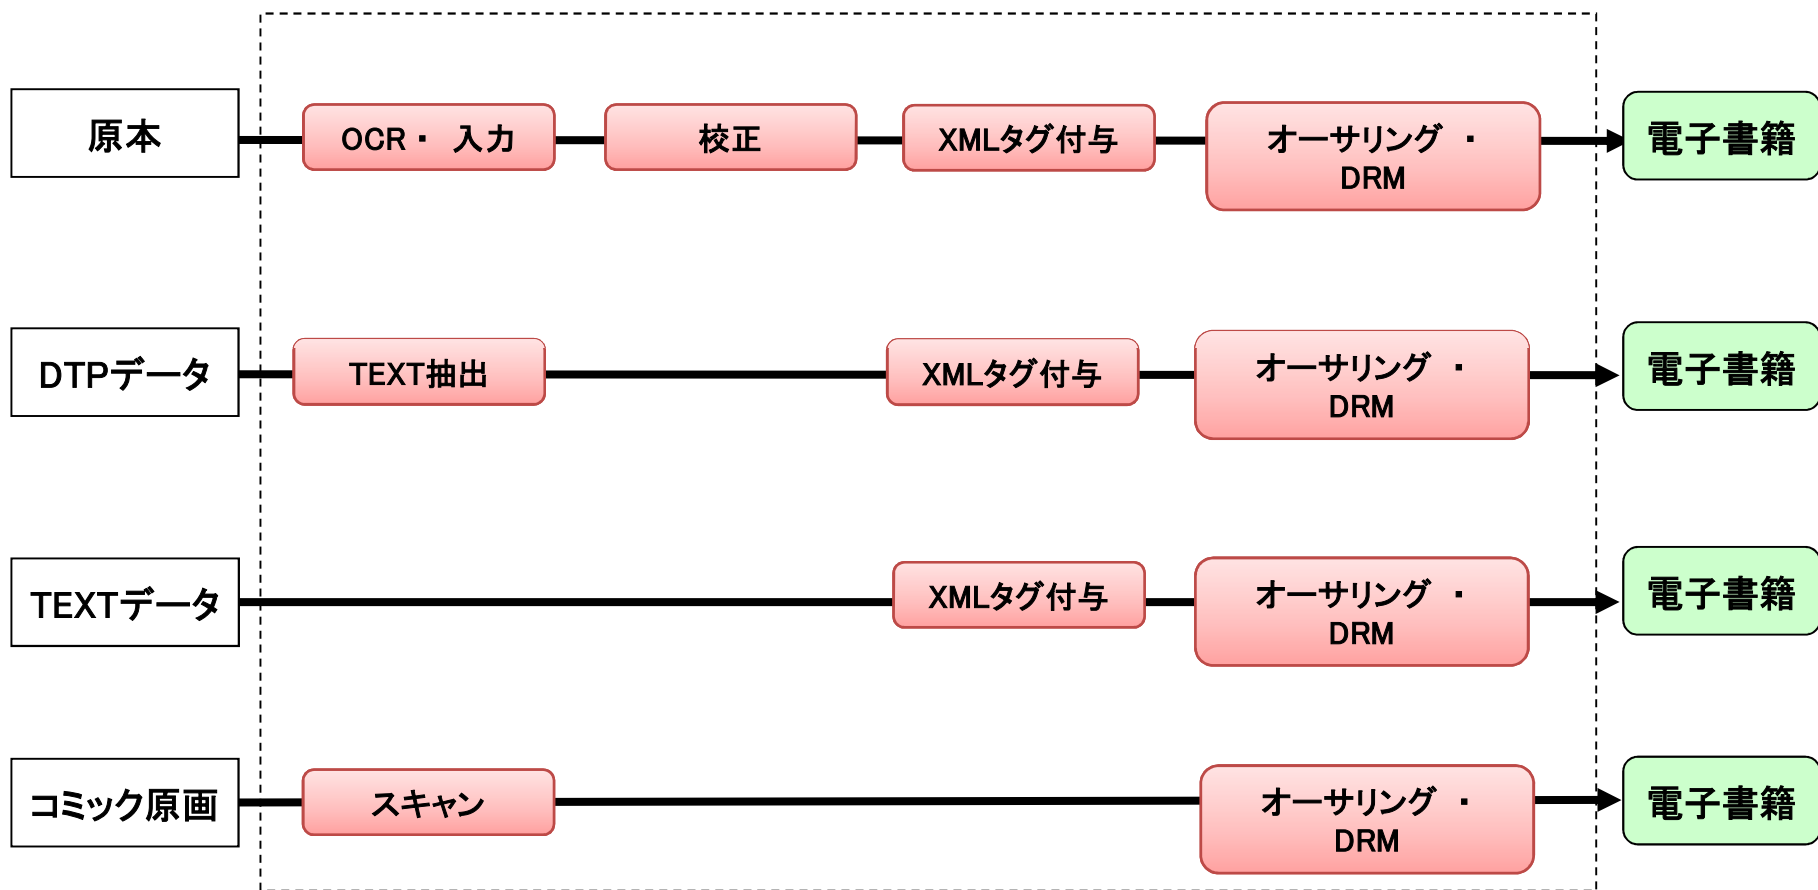 原本
OCR・ 入力
校正
XMLタグ付与
オーサリング ・
DRM
電子書籍
DTPデータ
TEXT抽出
XMLタグ付与
オーサリング ・
DRM
電子書籍
TEXTデータ
XMLタグ付与
オーサリング ・
DRM
電子書籍
コミック原画
スキャン
オーサリング ・
DRM
電子書籍